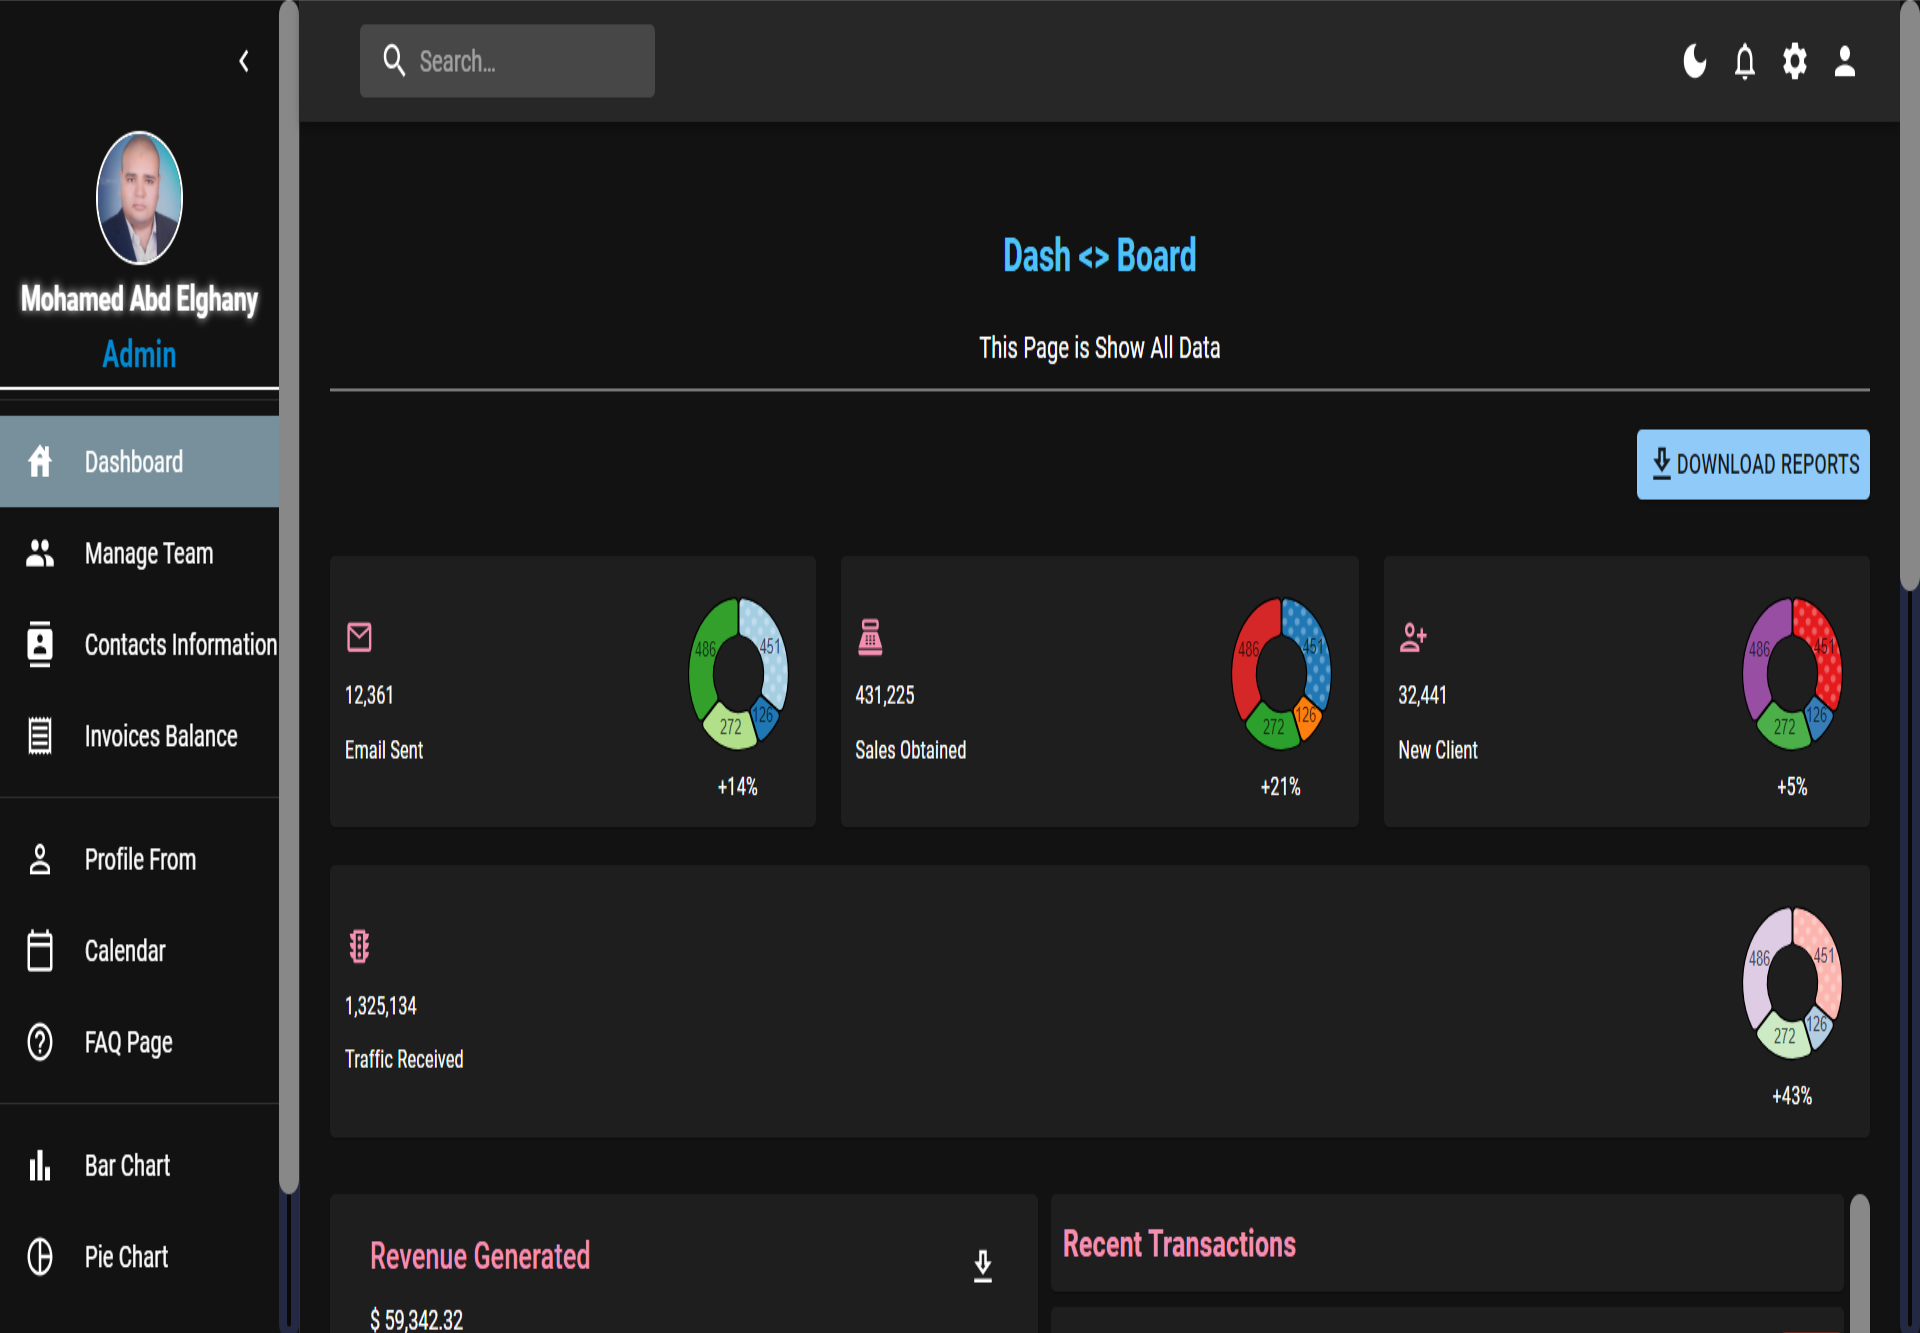 Search…
Mohamed Abd Elghany
Admin
Dashboard
Manage Team
Contacts Information
Invoices Balance
Profile From
Calendar
FAQ Page
Bar Chart
Pie Chart
Dash <> Board
This Page is Show All Data
DOWNLOAD REPORTS
12,361
Email Sent
486
451
272
126
+14%
431,225
Sales Obtained
486
451
272
126
+21%
32,441
New Client
486
451
272
126
+5%
1,325,134
Traffic Received
486
451
272
126
+43%
Revenue Generated
$ 59,342.32
Recent Transactions